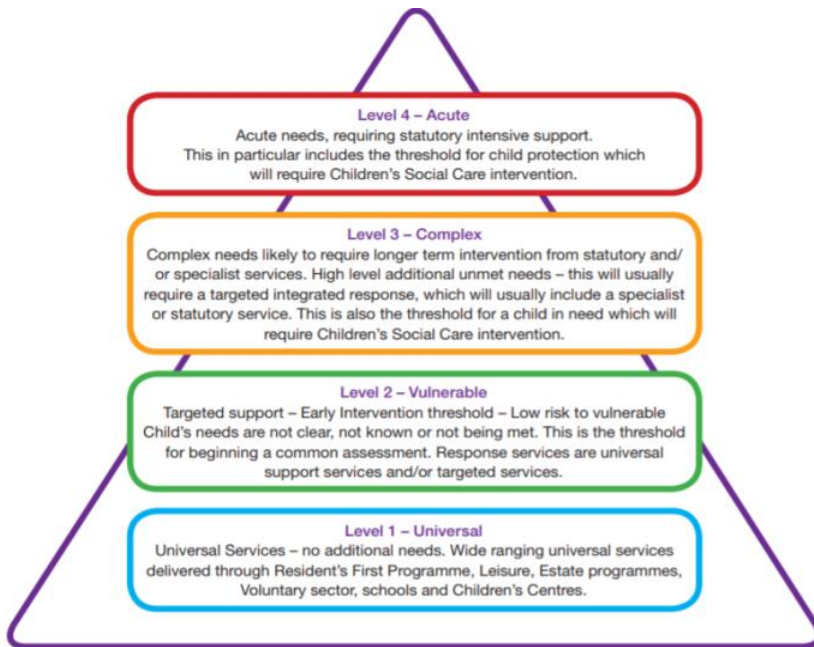 Level 4 – Acute
Acute needs, requiring statutory intensive support.
This in particular includes the threshold for child protection which
will require Children's Social Care intervention.
Level 3 – Complex
Complex needs likely to require longer term intervention from statutory and/
or specialist services. High level additional unmet needs – this will usually
require a targeted integrated response, which will usually include a specialist
or statutory service. This is also the threshold for a child in need which will
require Children's Social Care intervention.
Level 2 – Vulnerable
Targeted support – Early Intervention threshold – Low risk to vulnerable
Child's needs are not clear, not known or not being met. This is the threshold
for beginning a common assessment. Response services are universal
support services and/or targeted services.
Level 1 – Universal
Universal Services – no additional needs. Wide ranging universal services
delivered through Resident's First Programme, Leisure, Estate programmes,
Voluntary sector, schools and Children's Centres.